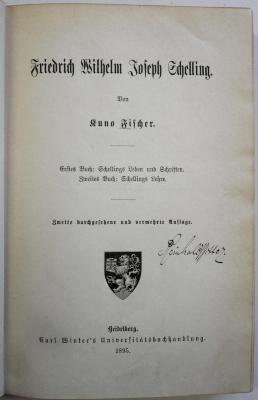 Friedrich Wilhelm Joseph Schelling.
Von
Kuno Fischer.
Erstes Buch: Schellings Leben und Schriften.
Zweites Buch: Schellings Lehre.
Zweite durchgesehene und vermehrte Auflage.
Heidelberg.
Carl Winter's Universitätsbuchhandlung.
1895.